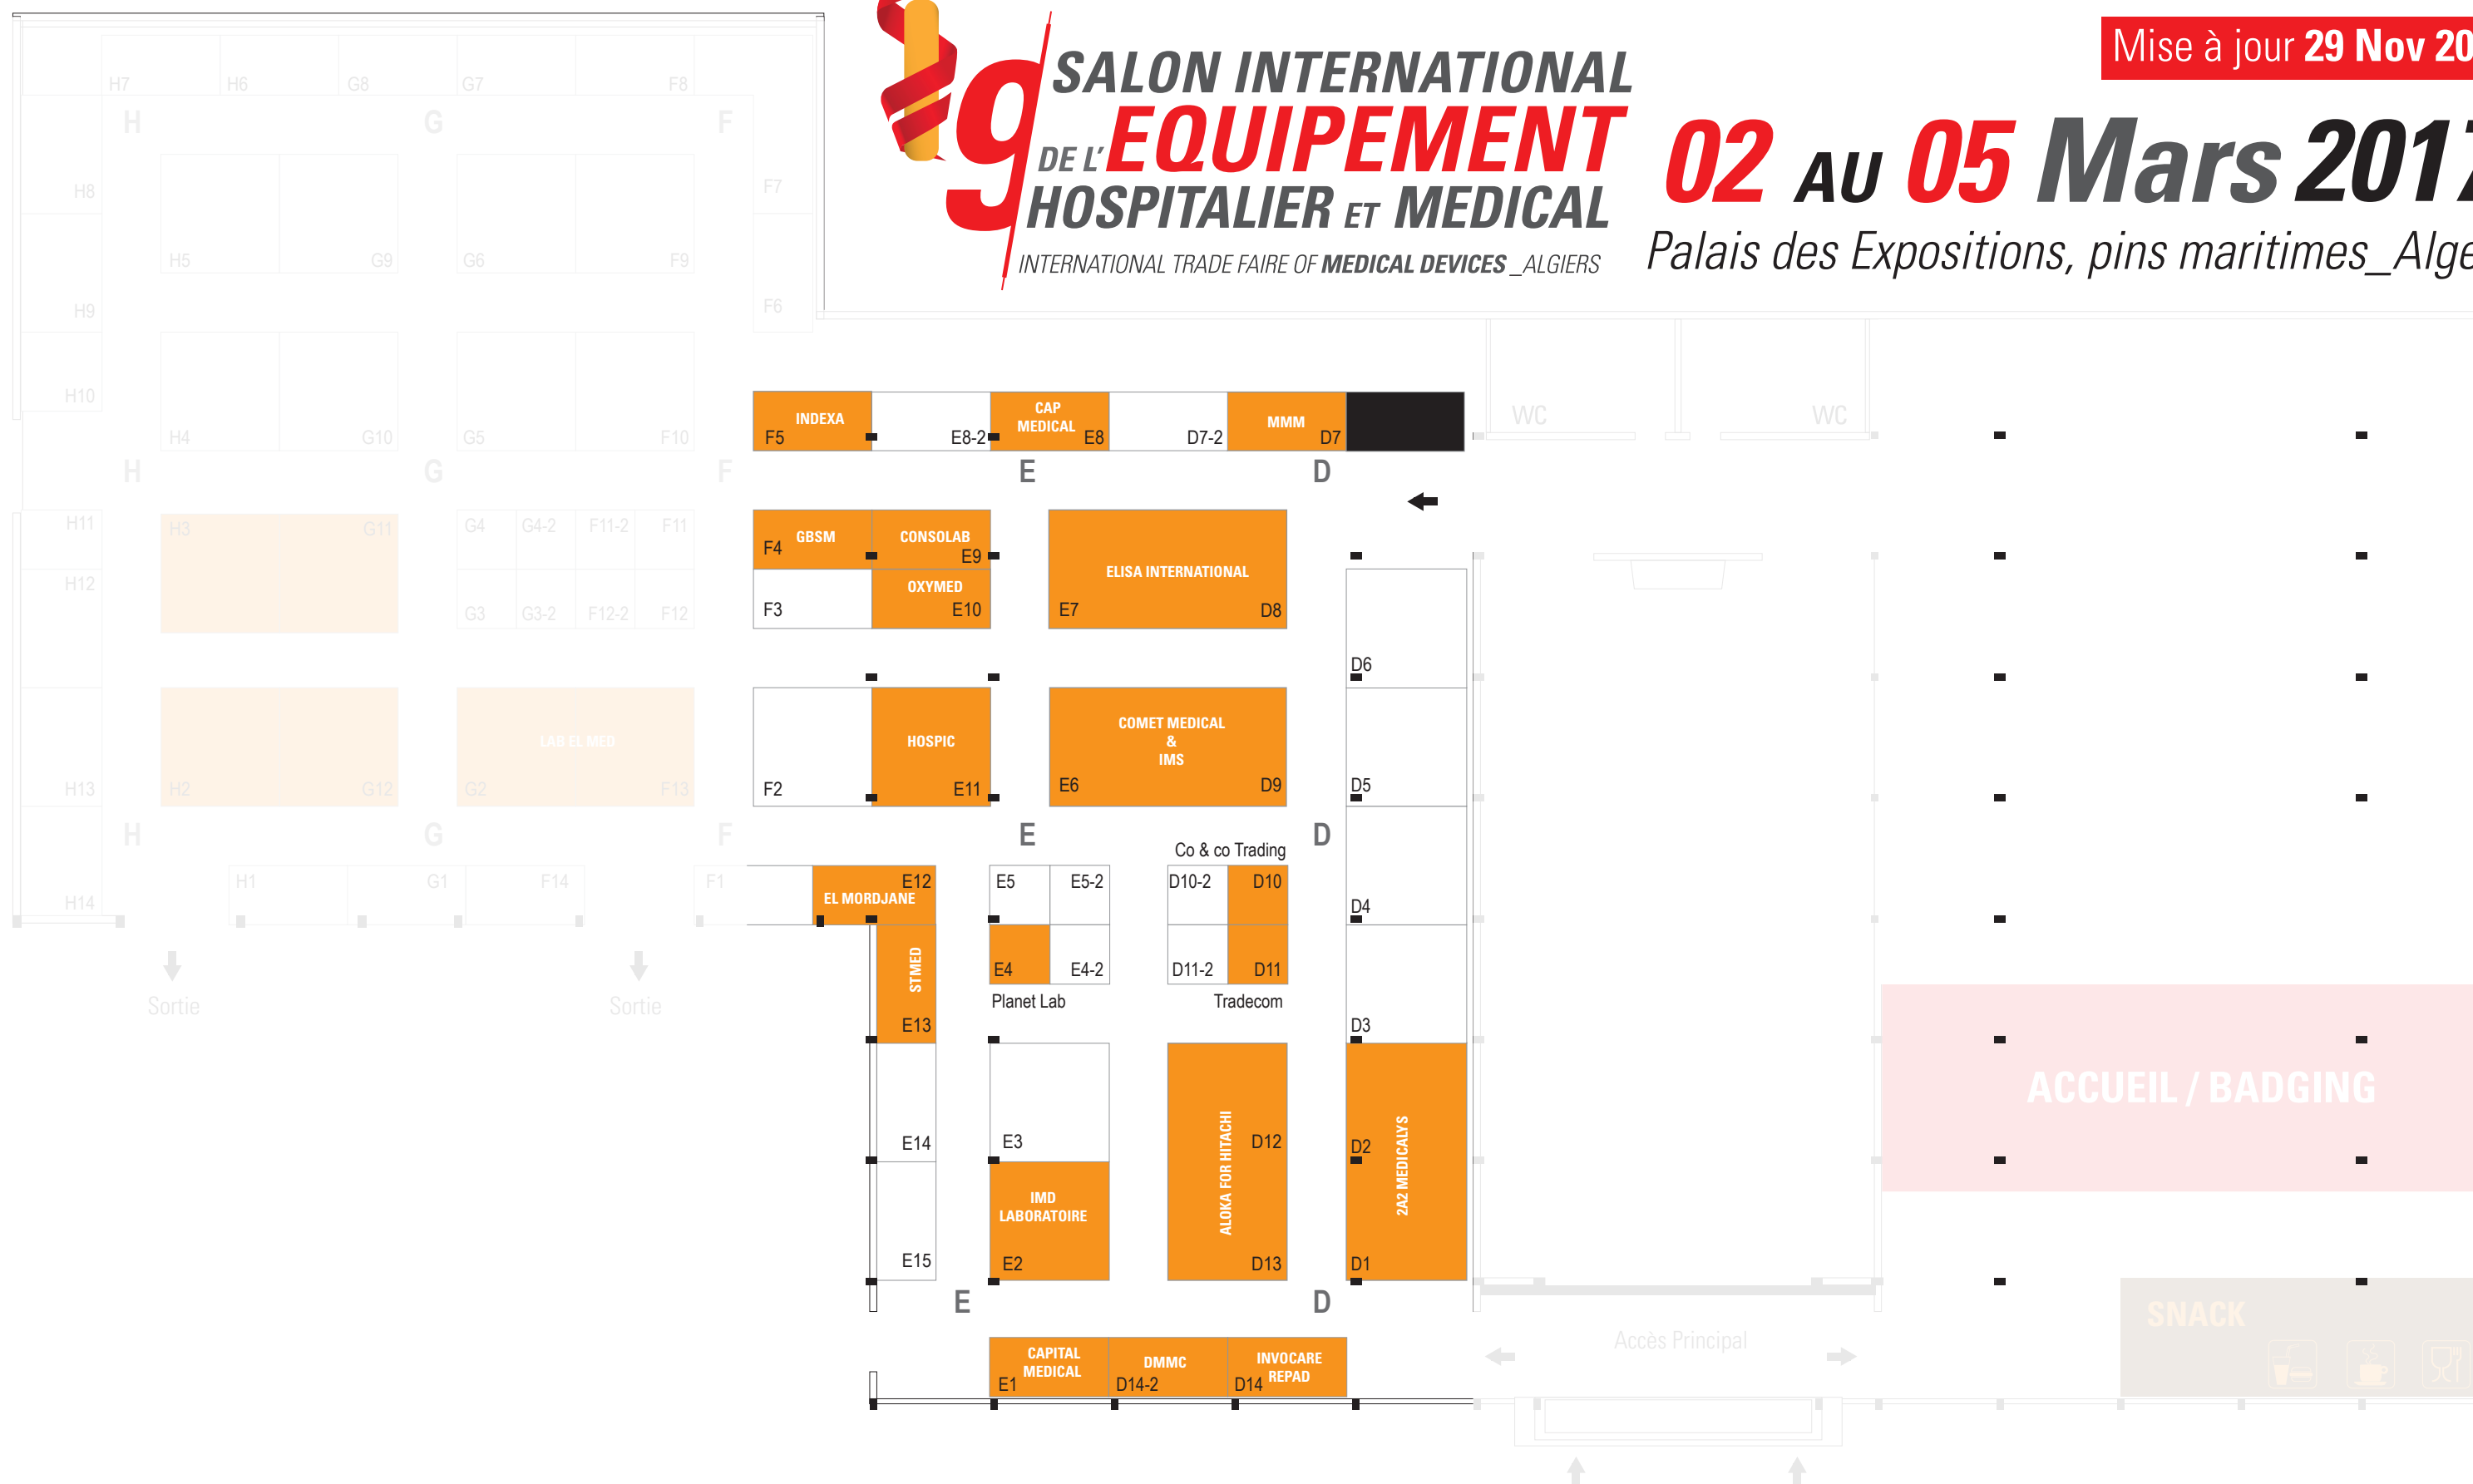 Mise à jour 29 Nov 20
g
SALON INTERNATIONAL
DE L' EQUIPEMENT
HOSPITALIER ET MEDICAL
INTERNATIONAL TRADE FAIRE OF MEDICAL DEVICES _ALGIERS
02 AU 05 Mars 2017
Palais des Expositions, pins maritimes_Alge
H7 H6 G8 G7 F8
H G F
H8 F7
H5 G9 G6 F9
H9 F6
H10
H4 G10 G5 F10
INDEXA
F5
E8-2
CAP
MEDICAL
E8
D7-2
MMM
D7
WC
WC
H G F E D
H11 H3 G11 G4 G4-2 F11-2 F11
H12 G3 G3-2 F12-2 F12
GBSM
F4
CONSOLAB
E9
OXYMED
E10
F3
ELISA INTERNATIONAL
E7 D8
D6
LAB EL MED
H13 H2 G12 G2 F13
F2
HOSPIC
E11
COMET MEDICAL
&
IMS
E6 D9
D5
H G F E D
Co & co Trading
H14 H1 G1 F14 F1
E12
EL MORDJANE
E5 E5-2 D10-2 D10
D4
STMED
E13
E4 E4-2 D11-2 D11
Planet Lab
Tradecom
D3
Sortie
Sortie
ACCUEIL / BADGING
E14
E3
ALOKA FOR HITACHI
D12
D2
2A2 MEDICALYS
IMD
LABORATOIRE
E15
E2
D13
D1
E D
SNACK
Accès Principal
CAPITAL
MEDICAL
E1
DMMC
D14-2
INVOCARE
REPAD
D14